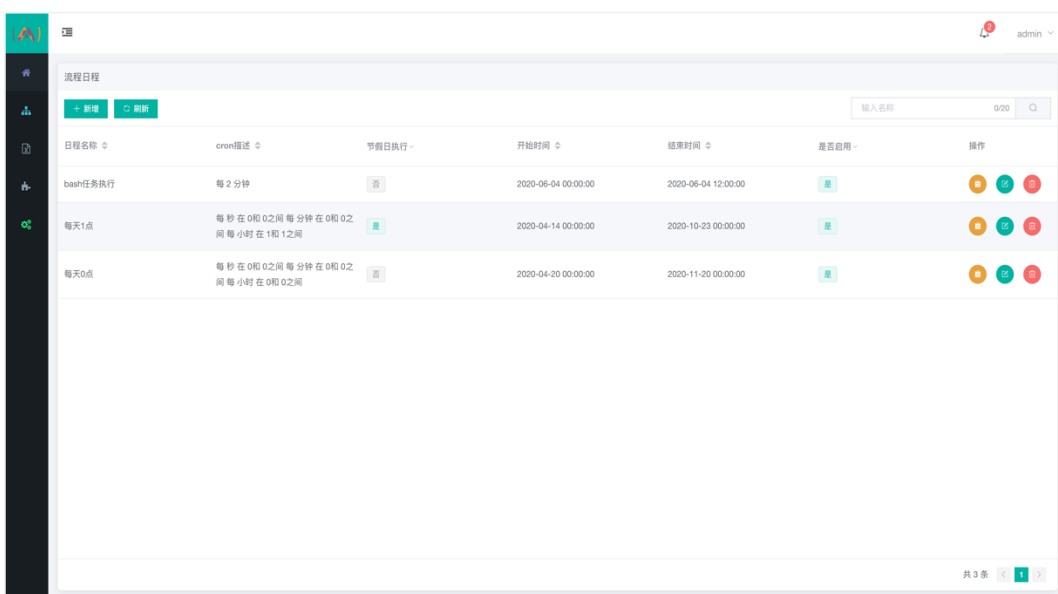 2
admin
流程日程
+ 新增
刷新
输入名称
0/20
日程名称
cron描述
节假日执行
开始时间
结束时间
是否启用
操作
bash任务执行
每 2 分钟
否
2020-06-04 00:00:00
2020-06-04 12:00:00
是
每天1点
每 秒 在 0和 0之间 每 分钟 在 0和 0之
间 每 小时 在 1和 1之间
是
2020-04-14 00:00:00
2020-10-23 00:00:00
是
每天0点
每 秒 在 0和 0之间 每 分钟 在 0和 0之
间 每 小时 在 0和 0之间
否
2020-04-20 00:00:00
2020-11-20 00:00:00
是
共 3 条
1